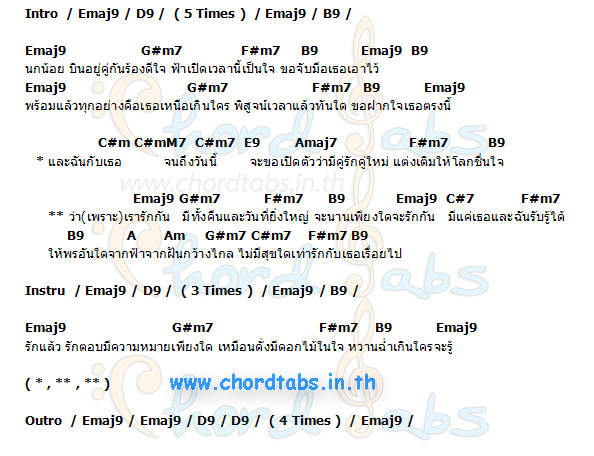 Intro / Emaj9 / D9 / ( 5 Times ) / Emaj9 / B9 /
Emaj9 G#m7 F#m7 B9 Emaj9 B9
นกน้อย บินอยู่คู่กันร้องดีใจ ฟ้าเปิดเวลานี้เป็นใจ ขอจับมือเธอเอาไว้
Emaj9 G#m7 F#m7 B9 Emaj9
พร้อมแล้วทุกอย่างคือเธอเหนือเกินใคร พิสูจน์เวลาแล้วทันใด ขอฝากใจเธอตรงนี้
C#m C#mM7 C#m7 E9 Amaj7 F#m7 B9
* และฉันกับเธอ จนถึงวันนี้ จะขอเปิดตัวว่ามีคู่รักคู่ใหม่ แต่งเติมให้โลกชื่นใจ
Emaj9 G#m7 F#m7 B9 Emaj9 C#7 F#m7
** ว่า(เพราะ)เรารักกัน มีทั้งคืนและวันที่ยิ่งใหญ่ จะนานเพียงใดจะรักกัน มีแค่เธอและฉันรับรู้ได้
B9 A Am G#m7 C#m7 F#m7 B9
ให้พรอันใดจากฟ้าจากฝันกว้างไกล ไม่มีสุขใดเท่ารักกับเธอเรื่อยไป
Instru / Emaj9 / D9 / ( 3 Times ) / Emaj9 / B9 /
Emaj9 G#m7 F#m7 B9 Emaj9
รักแล้ว รักตอบมีความหมายเพียงใด เหมือนดั่งมีดอกไม้ในใจ หวานฉ่ำเกินใครจะรู้
( * , ** , ** )
www.chordtabs.in.th
Outro / Emaj9 / Emaj9 / D9 / D9 / ( 4 Times ) / Emaj9 /